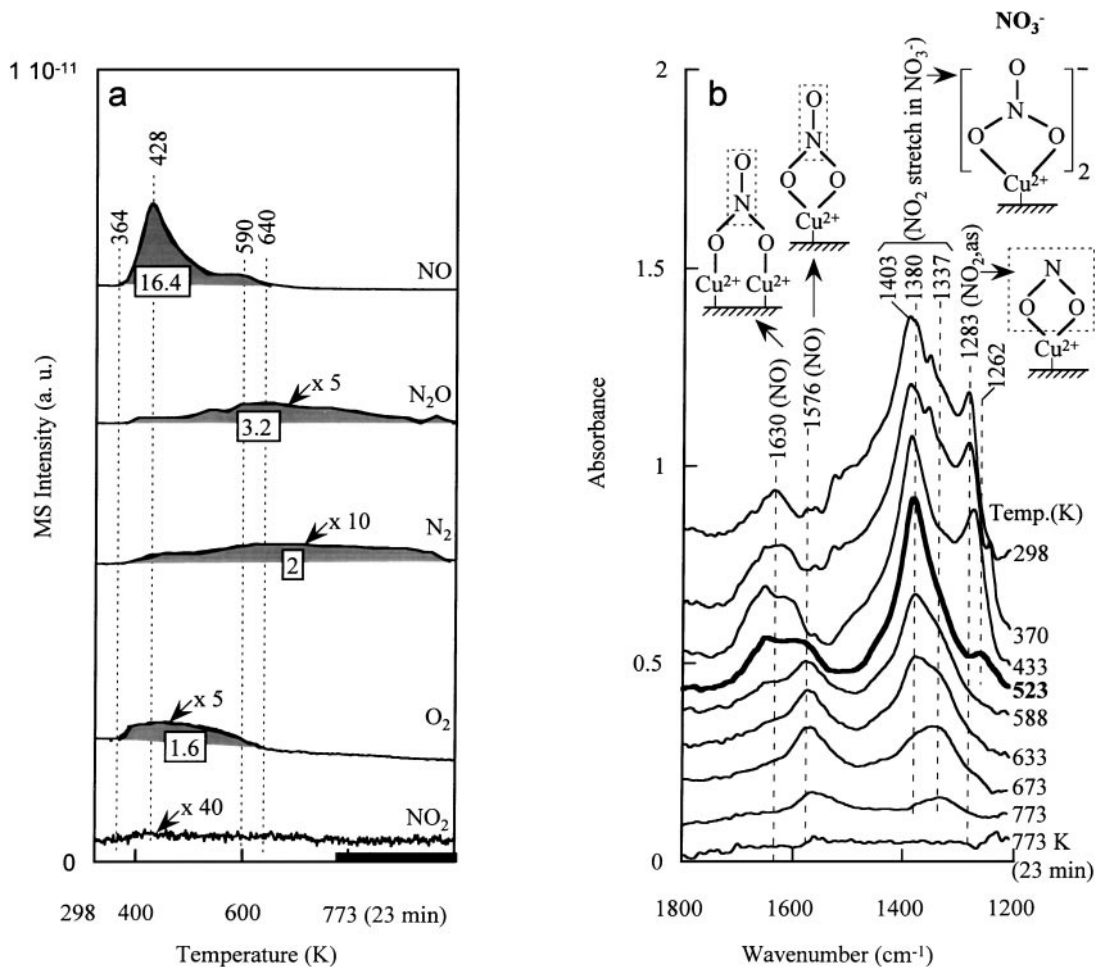 1 10-11
a
MS Intensity (a. u.)
0
364
428
590
640
NO
16.4
N2O
x 5
3.2
N2
x 10
2
O2
x 5
1.6
NO2
x 40
298 400 600 773 (23 min)
Temperature (K)
b
Absorbance
2
1.5
1
0.5
0
O
N
O O
Cu2+ Cu2+
O
N
O O
Cu2+
NO3-
O
N
O O
Cu2+
2
−
N
O O
Cu2+
1630 (NO)
1576 (NO)
1403
1380 (NO2 stretch in NO3-)
1337
1283 (NO2,as)
1262
Temp.(K)
298
370
433
523
588
633
673
773
773 K
(23 min)
1800 1600 1400 1200
Wavenumber (cm-1)